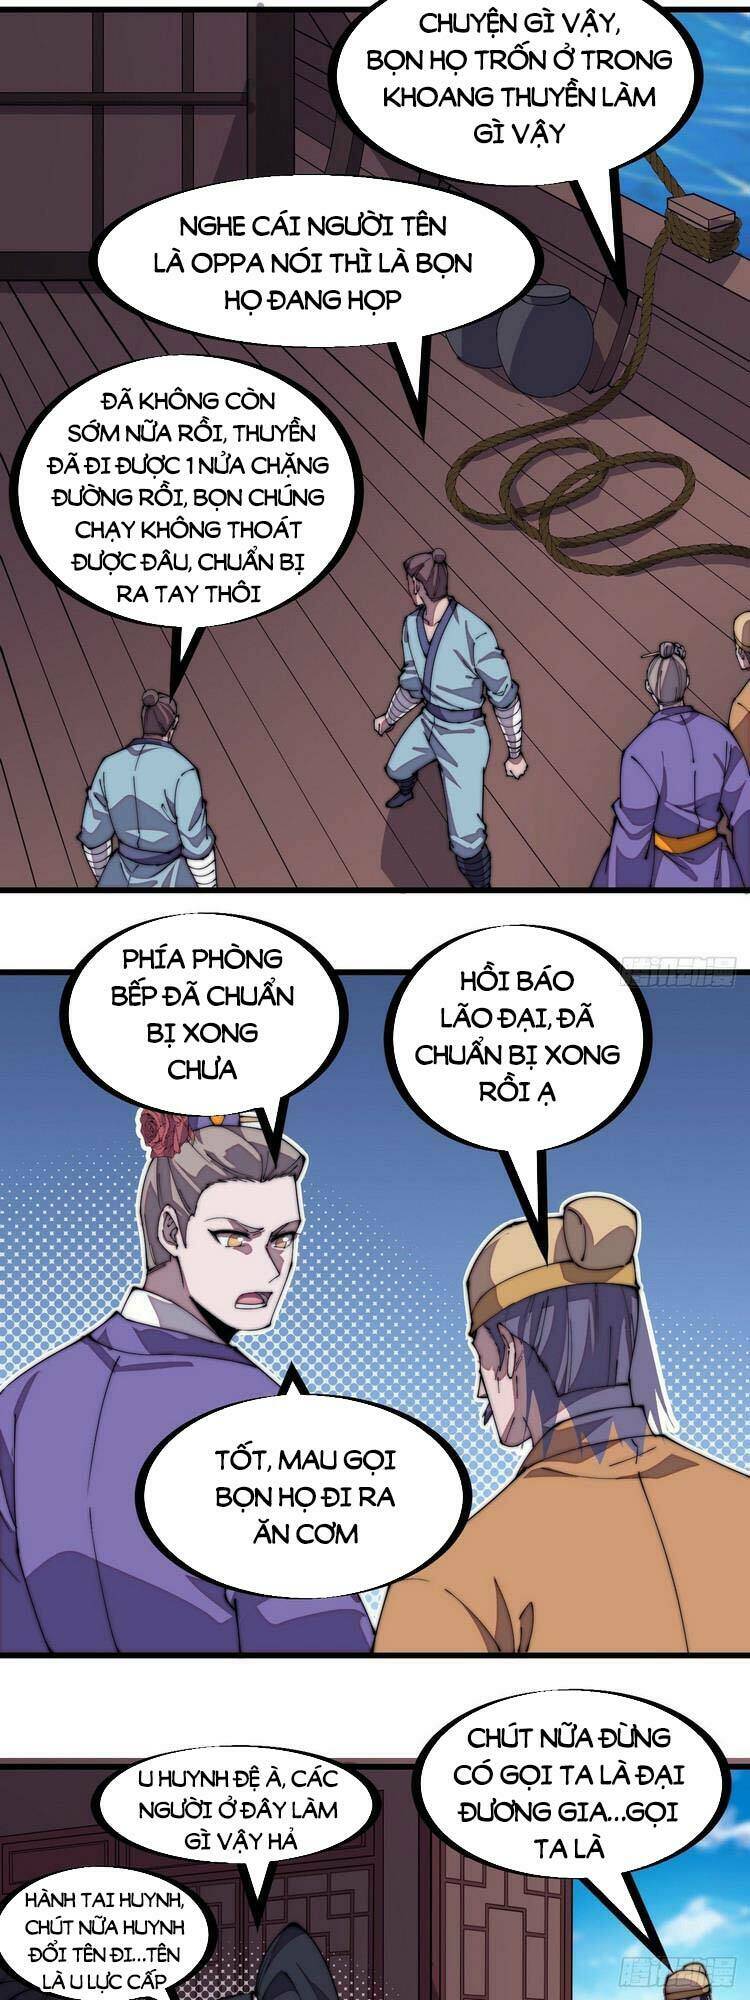 CHUYỆN GÌ VẬY,
BỌN HỌ TRỐN Ở TRONG
KHOANG THUYỀN LÀM
GÌ VẬY
NGHE CÁI NGƯỜI TÊN
LÀ OPPA NÓI THÌ LÀ BỌN
HỌ ĐANG HỌP
ĐÃ KHÔNG CÒN
SỚM NỮA RỒI, THUYỀN
ĐÃ ĐI ĐƯỢC 1 NỬA CHẶNG
ĐƯỜNG RỒI, BỌN CHÚNG
CHẠY KHÔNG THOÁT
ĐƯỢC ĐÂU, CHUẨN BỊ
RA TAY THÔI
PHÍA PHÒNG
BẾP ĐÃ CHUẨN
BỊ XONG
CHƯA
HỒI BÁO
LÃO ĐẠI, ĐÃ
CHUẨN BỊ XONG
RỒI Ạ
TỐT, MAU GỌI
BỌN HỌ ĐI RA
ĂN CƠM
CHÚT NỮA ĐỪNG
CÓ GỌI TA LÀ ĐẠI
ĐƯƠNG GIA...GỌI
TA LÀ
U HUYNH ĐỆ À, CÁC
NGƯỜI Ở ĐÂY LÀM
GÌ VẬY HẢ
HÀNH TAI HUYNH,
CHÚT NỮA HUYNH
ĐỔI TÊN ĐI...TÊN
LÀ U LỰC CẤP